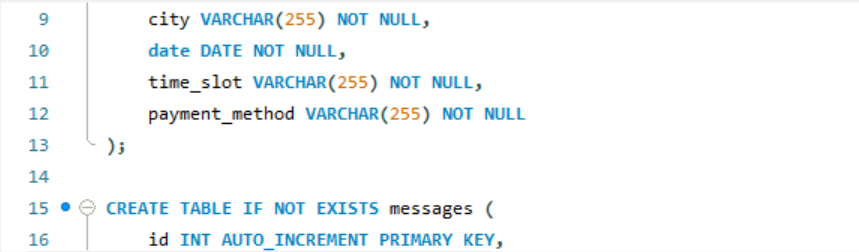 9 city VARCHAR(255) NOT NULL,
10 date DATE NOT NULL,
11 time_slot VARCHAR(255) NOT NULL,
12 payment_method VARCHAR(255) NOT NULL
13 );
14
15 CREATE TABLE IF NOT EXISTS messages (
16 id INT AUTO_INCREMENT PRIMARY KEY,